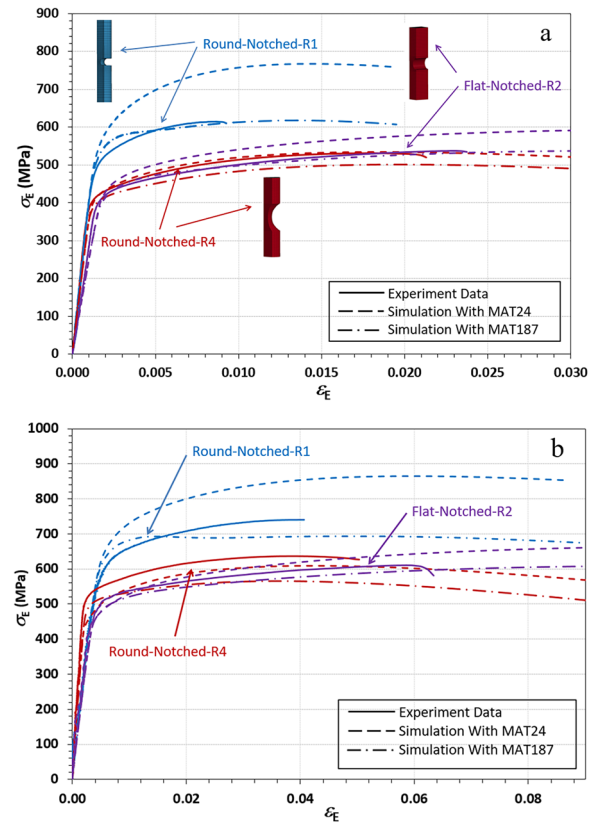 900
a
800
Round-Notched-R1
700
Flat-Notched-R2
600
500
400
300
200
100
0
σE (MPa)
Round-Notched-R4
Experiment Data
Simulation With MAT24
Simulation With MAT187
0.000 0.005 0.010 0.015 0.020 0.025 0.030
εE
1000
b
900
Round-Notched-R1
800
700
Flat-Notched-R2
600
500
400
300
200
100
0
σE (MPa)
Round-Notched-R4
Experiment Data
Simulation With MAT24
Simulation With MAT187
0.00 0.02 0.04 0.06 0.08
εE